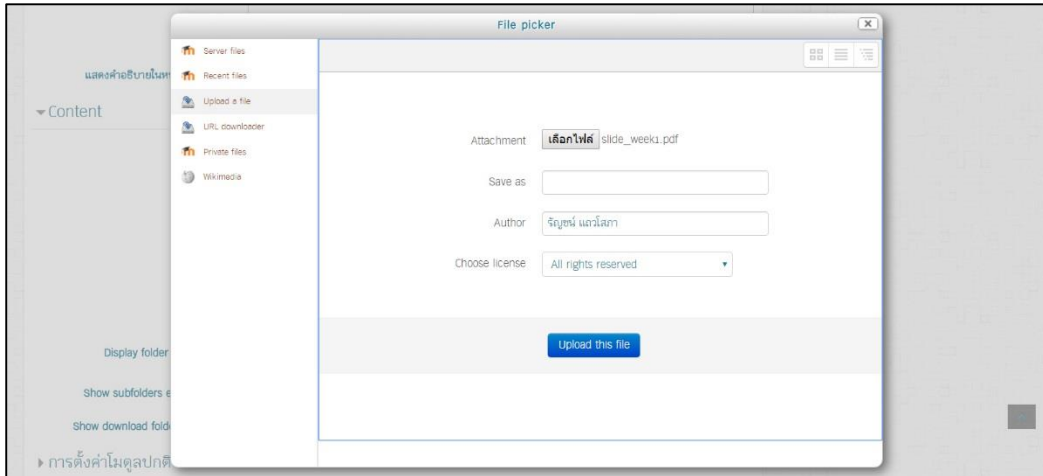 File picker
x
Server files
Recent files
Upload a file
URL downloader
Private files
Wikimedia
Attachment เลือกไฟล์ slide_week1.pdf
Save as
Author รัญชน์ แถวโสภา
Choose license All rights reserved
Upload this file
แสดงคำอธิบายในห
Content
Display folder
Show subfolders e
Show download fold
การตั้งค่าโมดูลปกติ